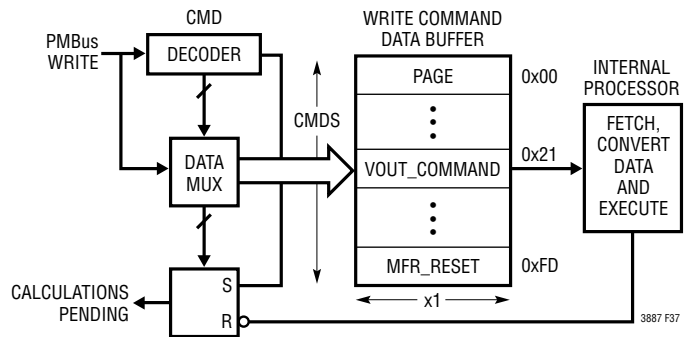 CMD
WRITE COMMAND
DATA BUFFER
PMBus
WRITE
DECODER
PAGE
0x00
INTERNAL
PROCESSOR
CMDS
DATA
MUX
VOUT_COMMAND
0x21
FETCH,
CONVERT
DATA
AND
EXECUTE
S
R
CALCULATIONS
PENDING
MFR_RESET
0xFD
x1
3887 F37